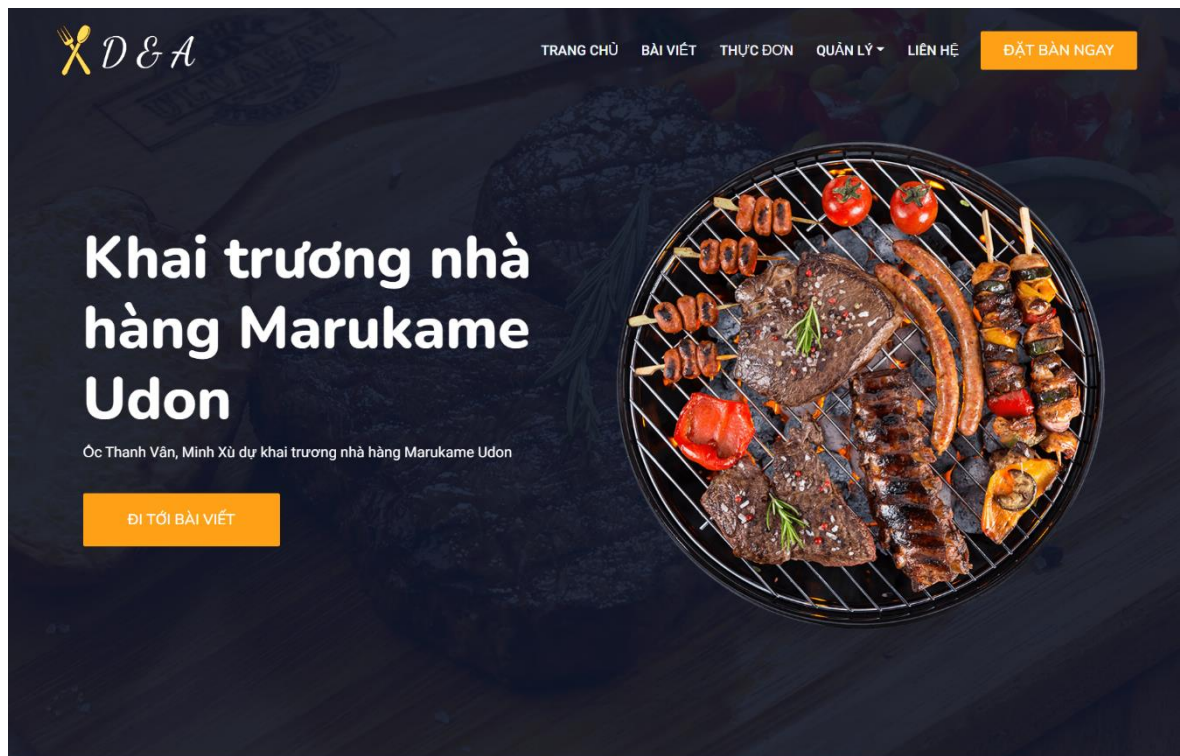 D & A
TRANG CHỦ
BÀI VIẾT
THỰC ĐƠN
QUẢN LÝ
LIÊN HỆ
ĐẶT BÀN NGAY
Khai trương nhà
hàng Marukame
Udon
Ốc Thanh Vân, Minh Xù dự khai trương nhà hàng Marukame Udon
ĐI TỚI BÀI VIẾT